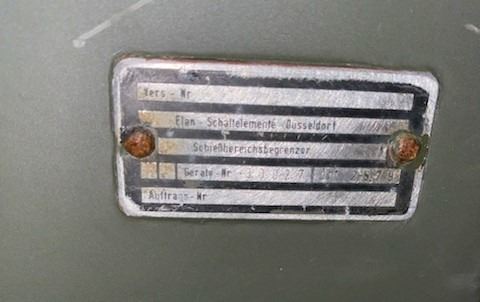 Vers - Nr
Elan - Schaltelemente - Düsseldorf
Schießbereichsbegrenzer
Geräte - Nr
Auftrags - Nr